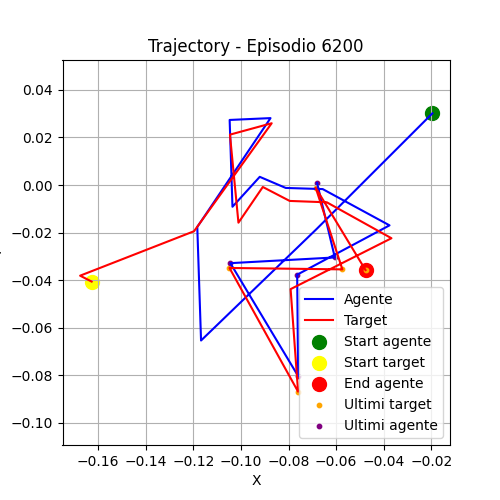 Trajectory - Episodio 6200
0.04
0.02
0.00
−0.02
−0.04
−0.06
−0.08
−0.10
Agente
Target
Start agente
Start target
End agente
Ultimi target
Ultimi agente
−0.16 −0.14 −0.12 −0.10 −0.08 −0.06 −0.04 −0.02
X